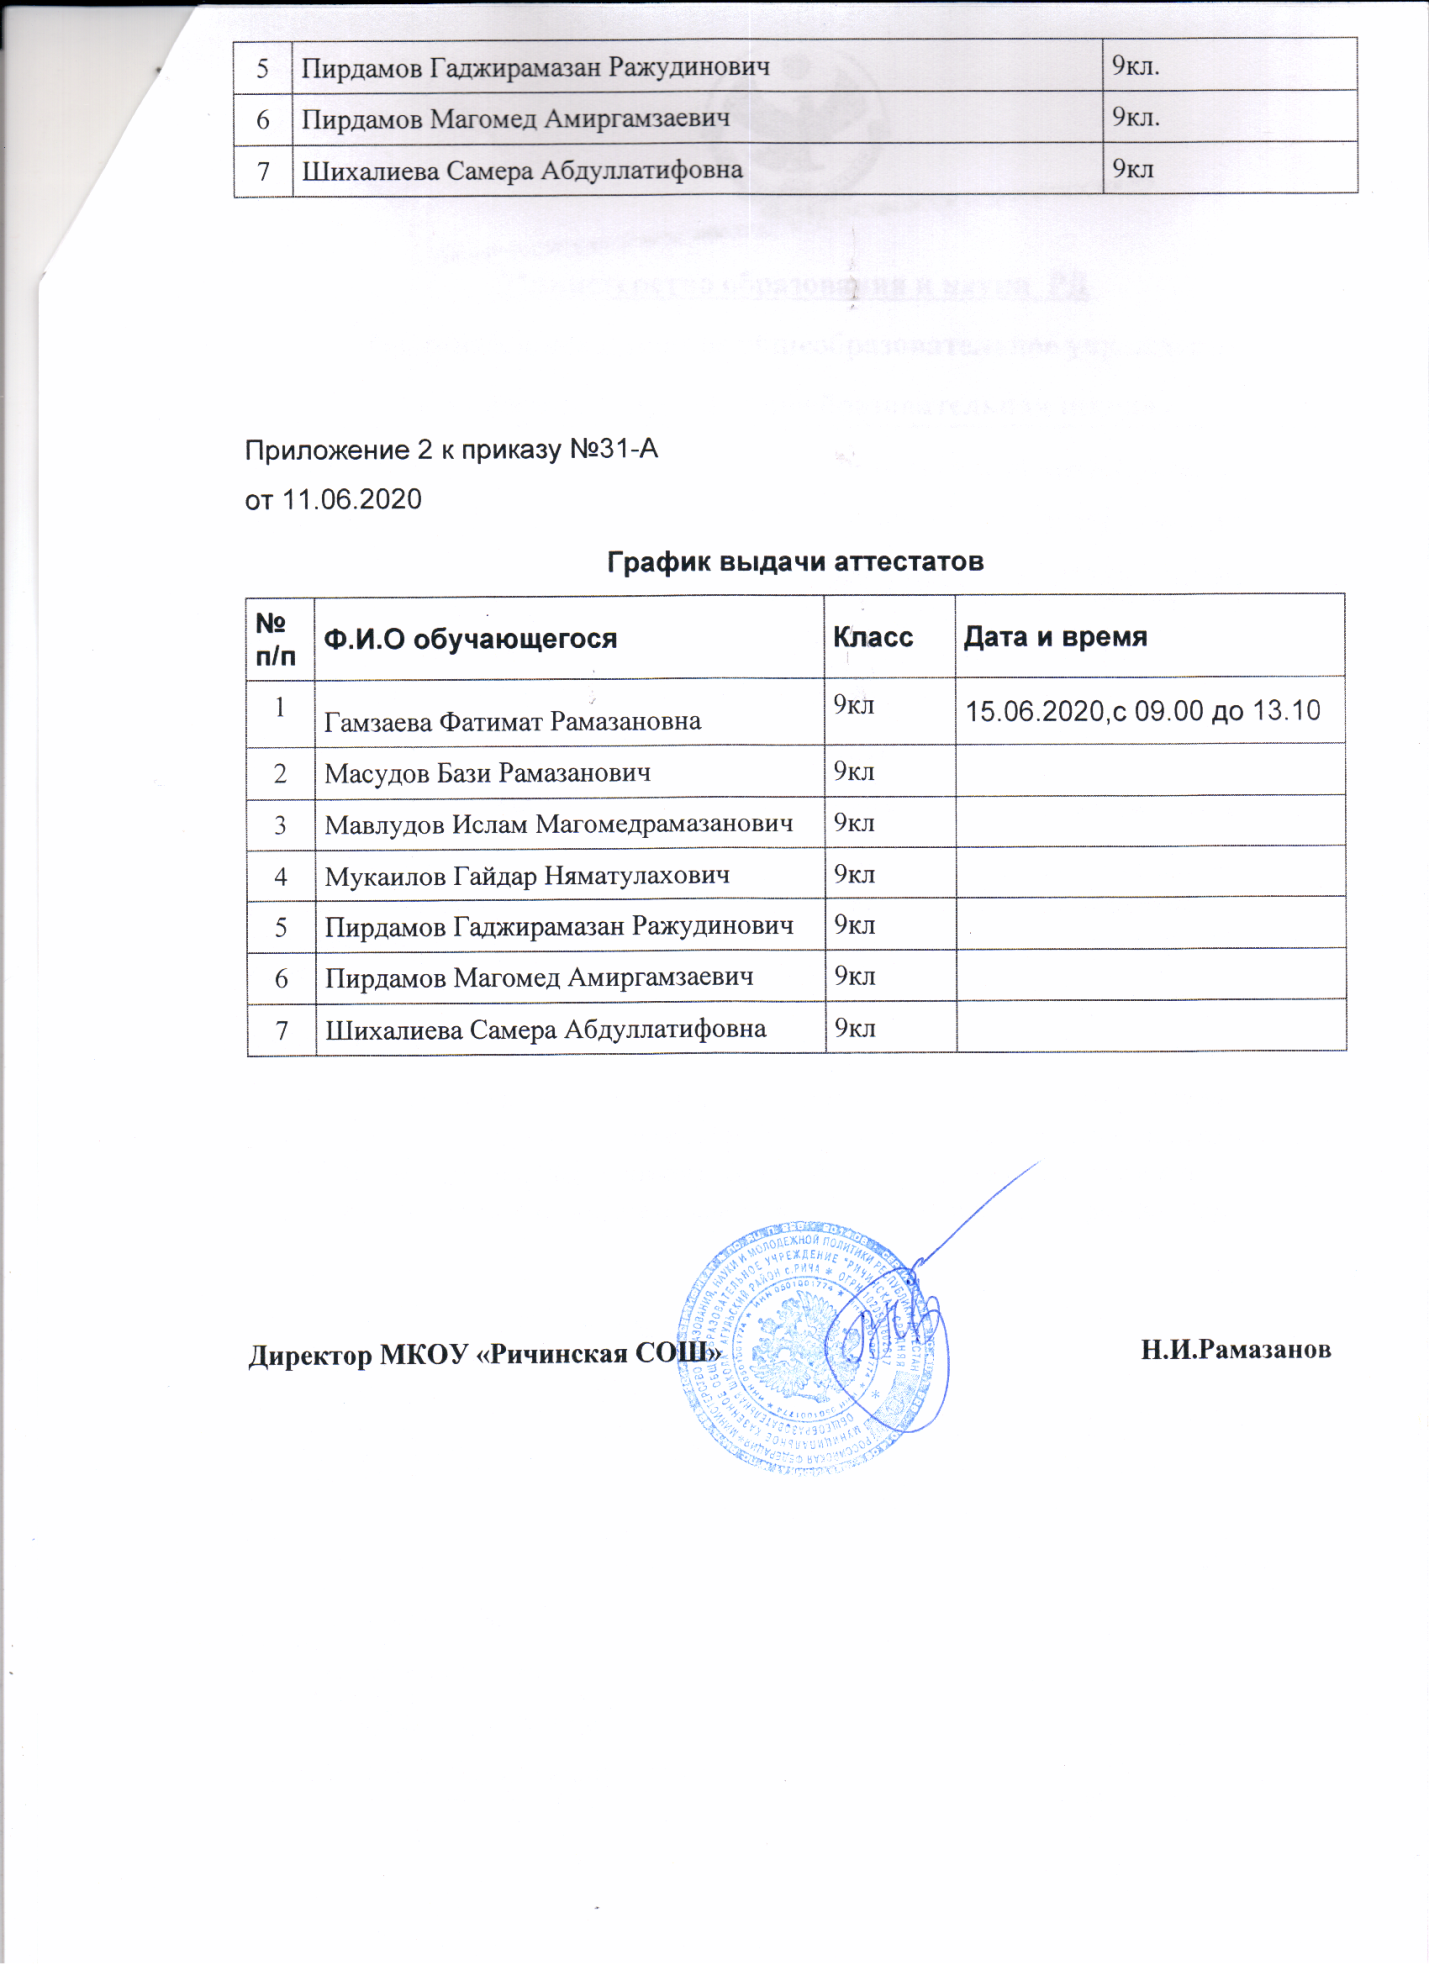 5 Пирдамов Гаджирамазан Ражудинович 9кл.
6 Пирдамов Магомед Амиргамзаевич 9кл.
7 Шихалиева Самера Абдуллатифовна 9кл
Приложение 2 к приказу №31-А
от 11.06.2020
График выдачи аттестатов
№ п/п Ф.И.О обучающегося Класс Дата и время
1 Гамзаева Фатимат Рамазановна 9кл 15.06.2020,с 09.00 до 13.10
2 Масудов Бази Рамазанович 9кл
3 Мавлудов Ислам Магомедрамазанович 9кл
4 Мукаилов Гайдар Няматулахович 9кл
5 Пирдамов Гаджирамазан Ражудинович 9кл
6 Пирдамов Магомед Амиргамзаевич 9кл
7 Шихалиева Самера Абдуллатифовна 9кл
Директор МКОУ «Ричинская СОШ» Н.И.Рамазанов